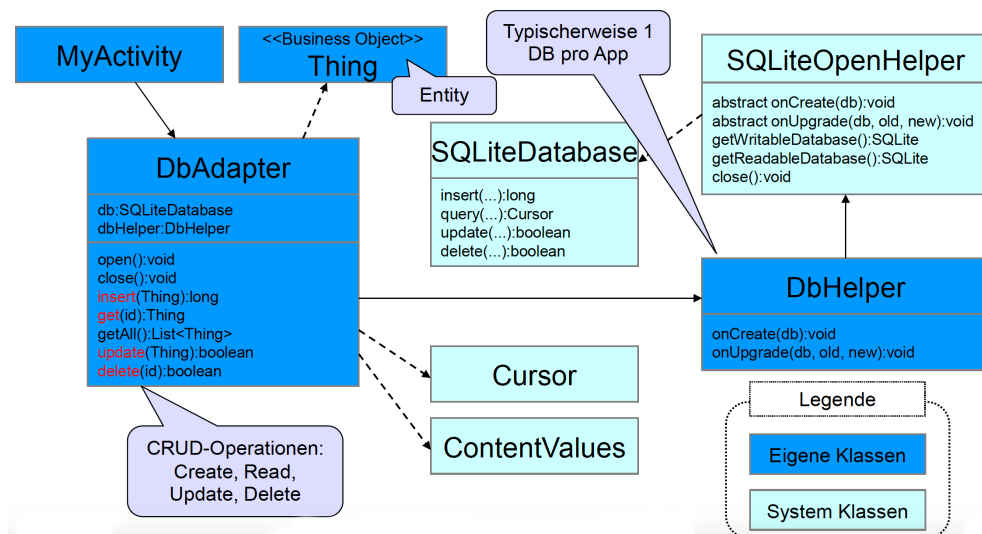 MyActivity
<<Business Object>>
Thing
Entity
Typischerweise 1
DB pro App
SQLiteOpenHelper
abstract onCreate(db):void
abstract onUpgrade(db, old, new):void
getWritableDatabase():SQLite
getReadableDatabase():SQLite
close():void
DbAdapter
db:SQLiteDatabase
dbHelper:DbHelper
open():void
close():void
insert(Thing):long
get(id):Thing
getAll():List<Thing>
update(Thing):boolean
delete(id):boolean
SQLiteDatabase
insert(...):long
query(...):Cursor
update(...):boolean
delete(...):boolean
DbHelper
onCreate(db):void
onUpgrade(db, old, new):void
Cursor
ContentValues
CRUD-Operationen:
Create, Read,
Update, Delete
Legende
Eigene Klassen
System Klassen